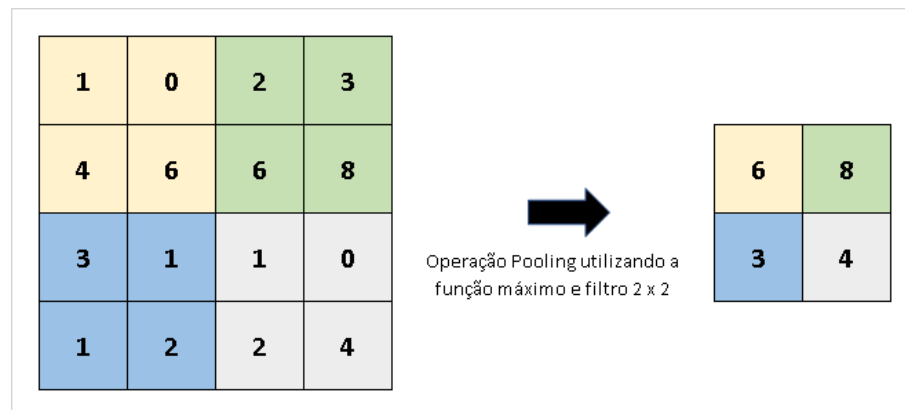 1 0 2 3
4 6 6 8
3 1 1 0
1 2 2 4
Operação Pooling utilizando a
função máximo e filtro 2 x 2
6 8
3 4